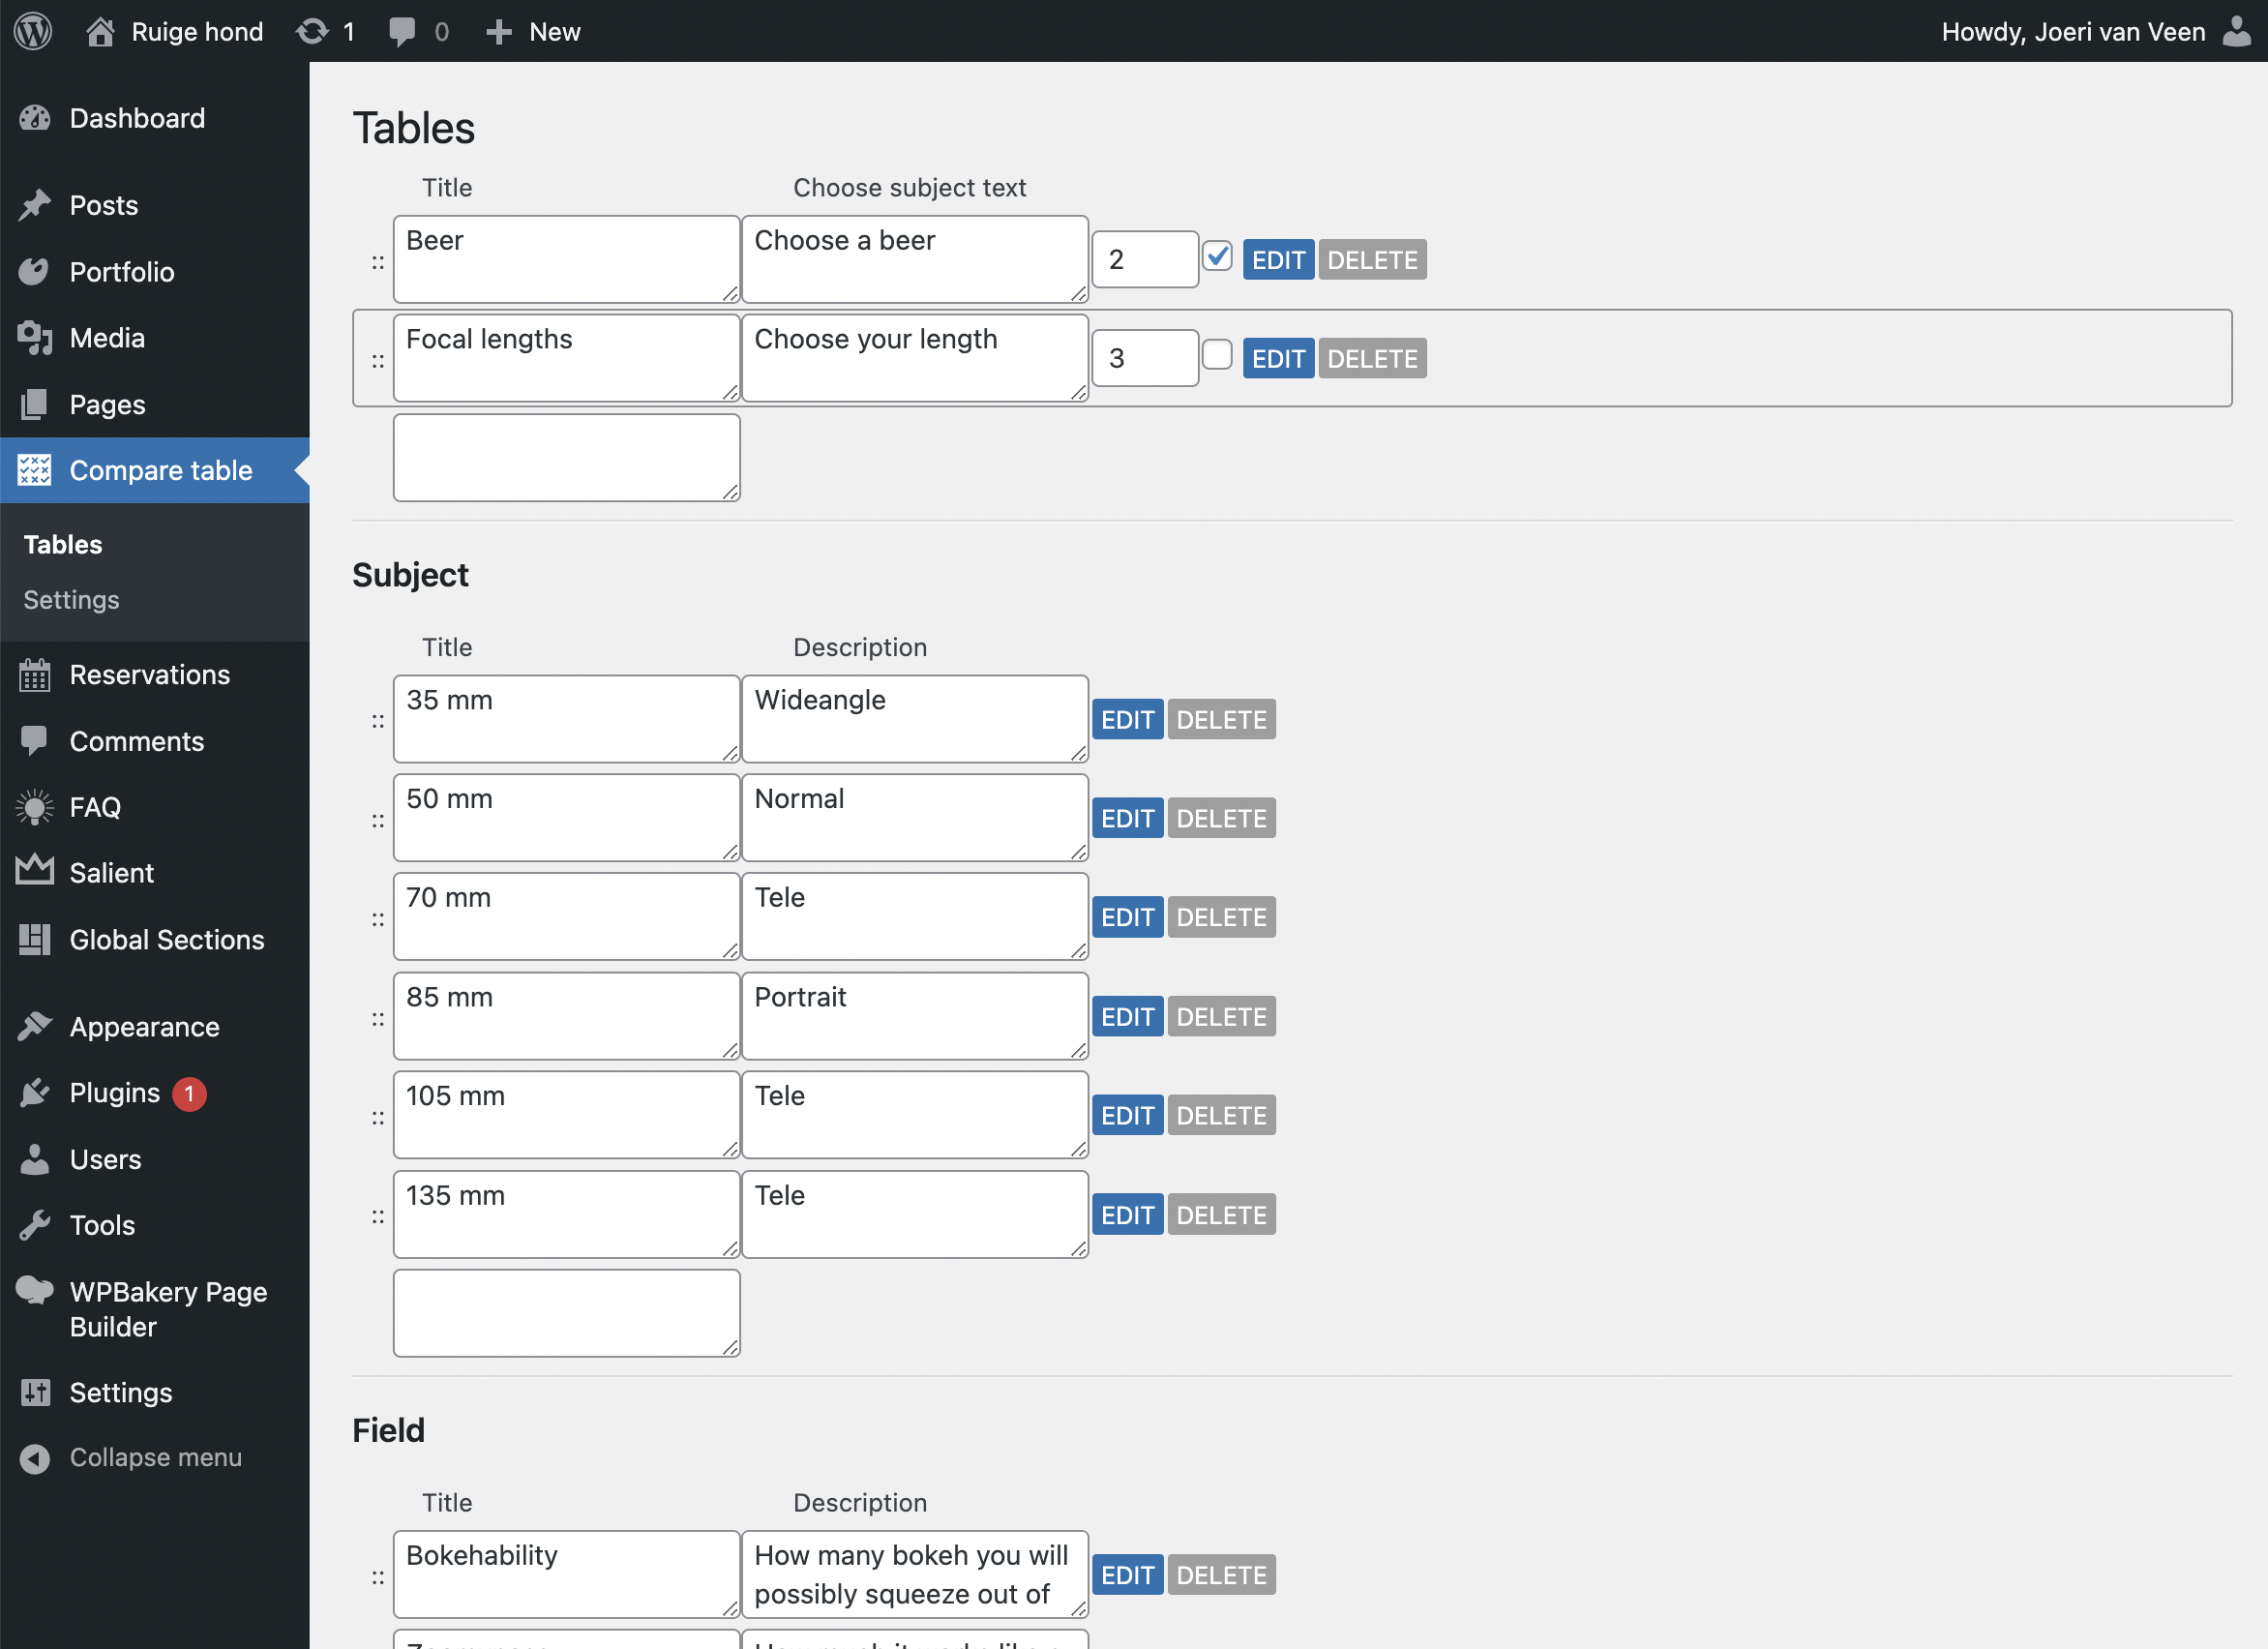 Ruige hond
1
0
New
Howdy, Joeri van Veen
Dashboard
Posts
Portfolio
Media
Pages
Compare table
Tables
Settings
Reservations
Comments
FAQ
Salient
Global Sections
Appearance
Plugins 1
Users
Tools
WPBakery Page
Builder
Settings
Collapse menu
Tables
Title Choose subject text
Beer Choose a beer 2 EDIT DELETE
Focal lengths Choose your length 3 EDIT DELETE
Subject
Title Description
35 mm Wideangle EDIT DELETE
50 mm Normal EDIT DELETE
70 mm Tele EDIT DELETE
85 mm Portrait EDIT DELETE
105 mm Tele EDIT DELETE
135 mm Tele EDIT DELETE
Field
Title Description
Bokehability How many bokeh you will
possibly squeeze out of
EDIT DELETE